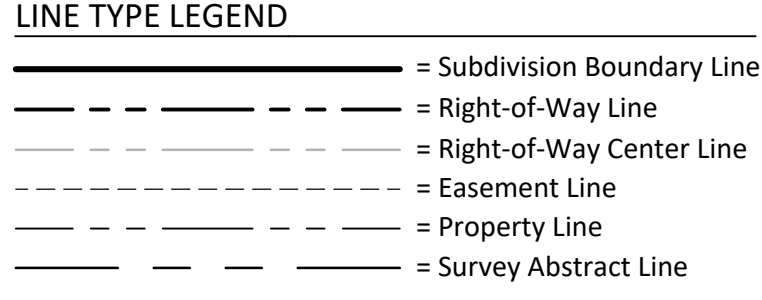 LINE TYPE LEGEND
= Subdivision Boundary Line
= Right-of-Way Line
= Right-of-Way Center Line
= Easement Line
= Property Line
= Survey Abstract Line